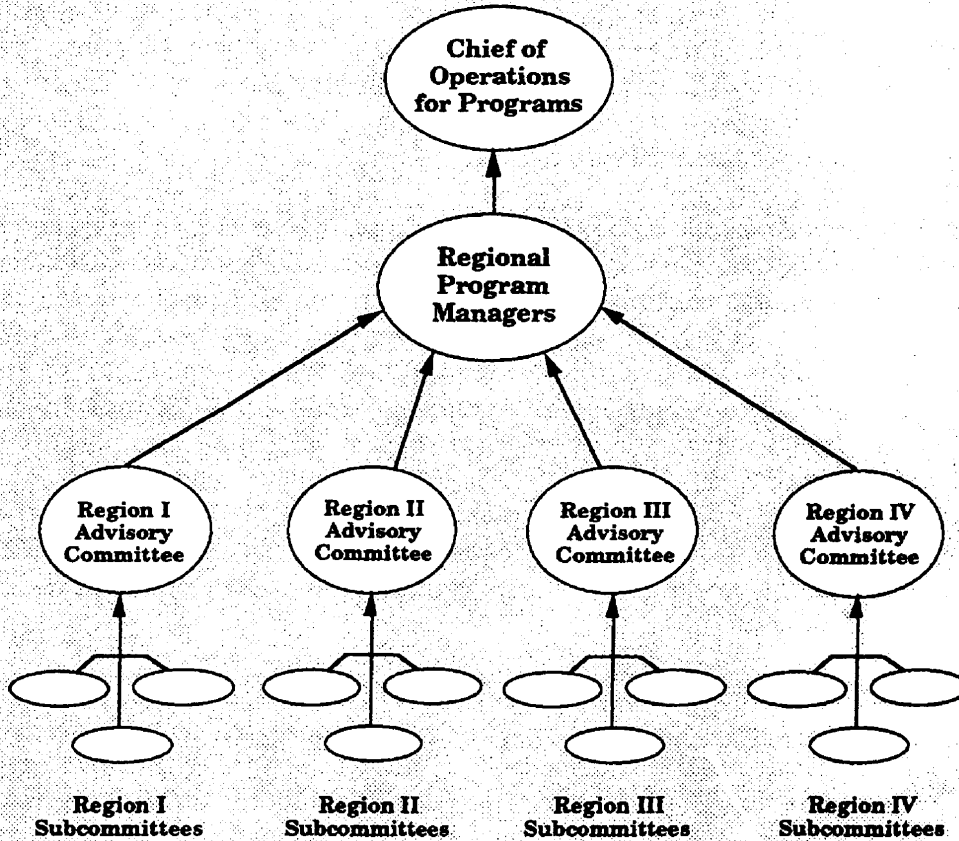 Chief of
Operations
for Programs
Regional
Program
Managers
Region I
Advisory
Committee
Region II
Advisory
Committee
Region III
Advisory
Committee
Region IV
Advisory
Committee
Region I
Subcommittees
Region II
Subcommittees
Region III
Subcommittees
Region IV
Subcommittees